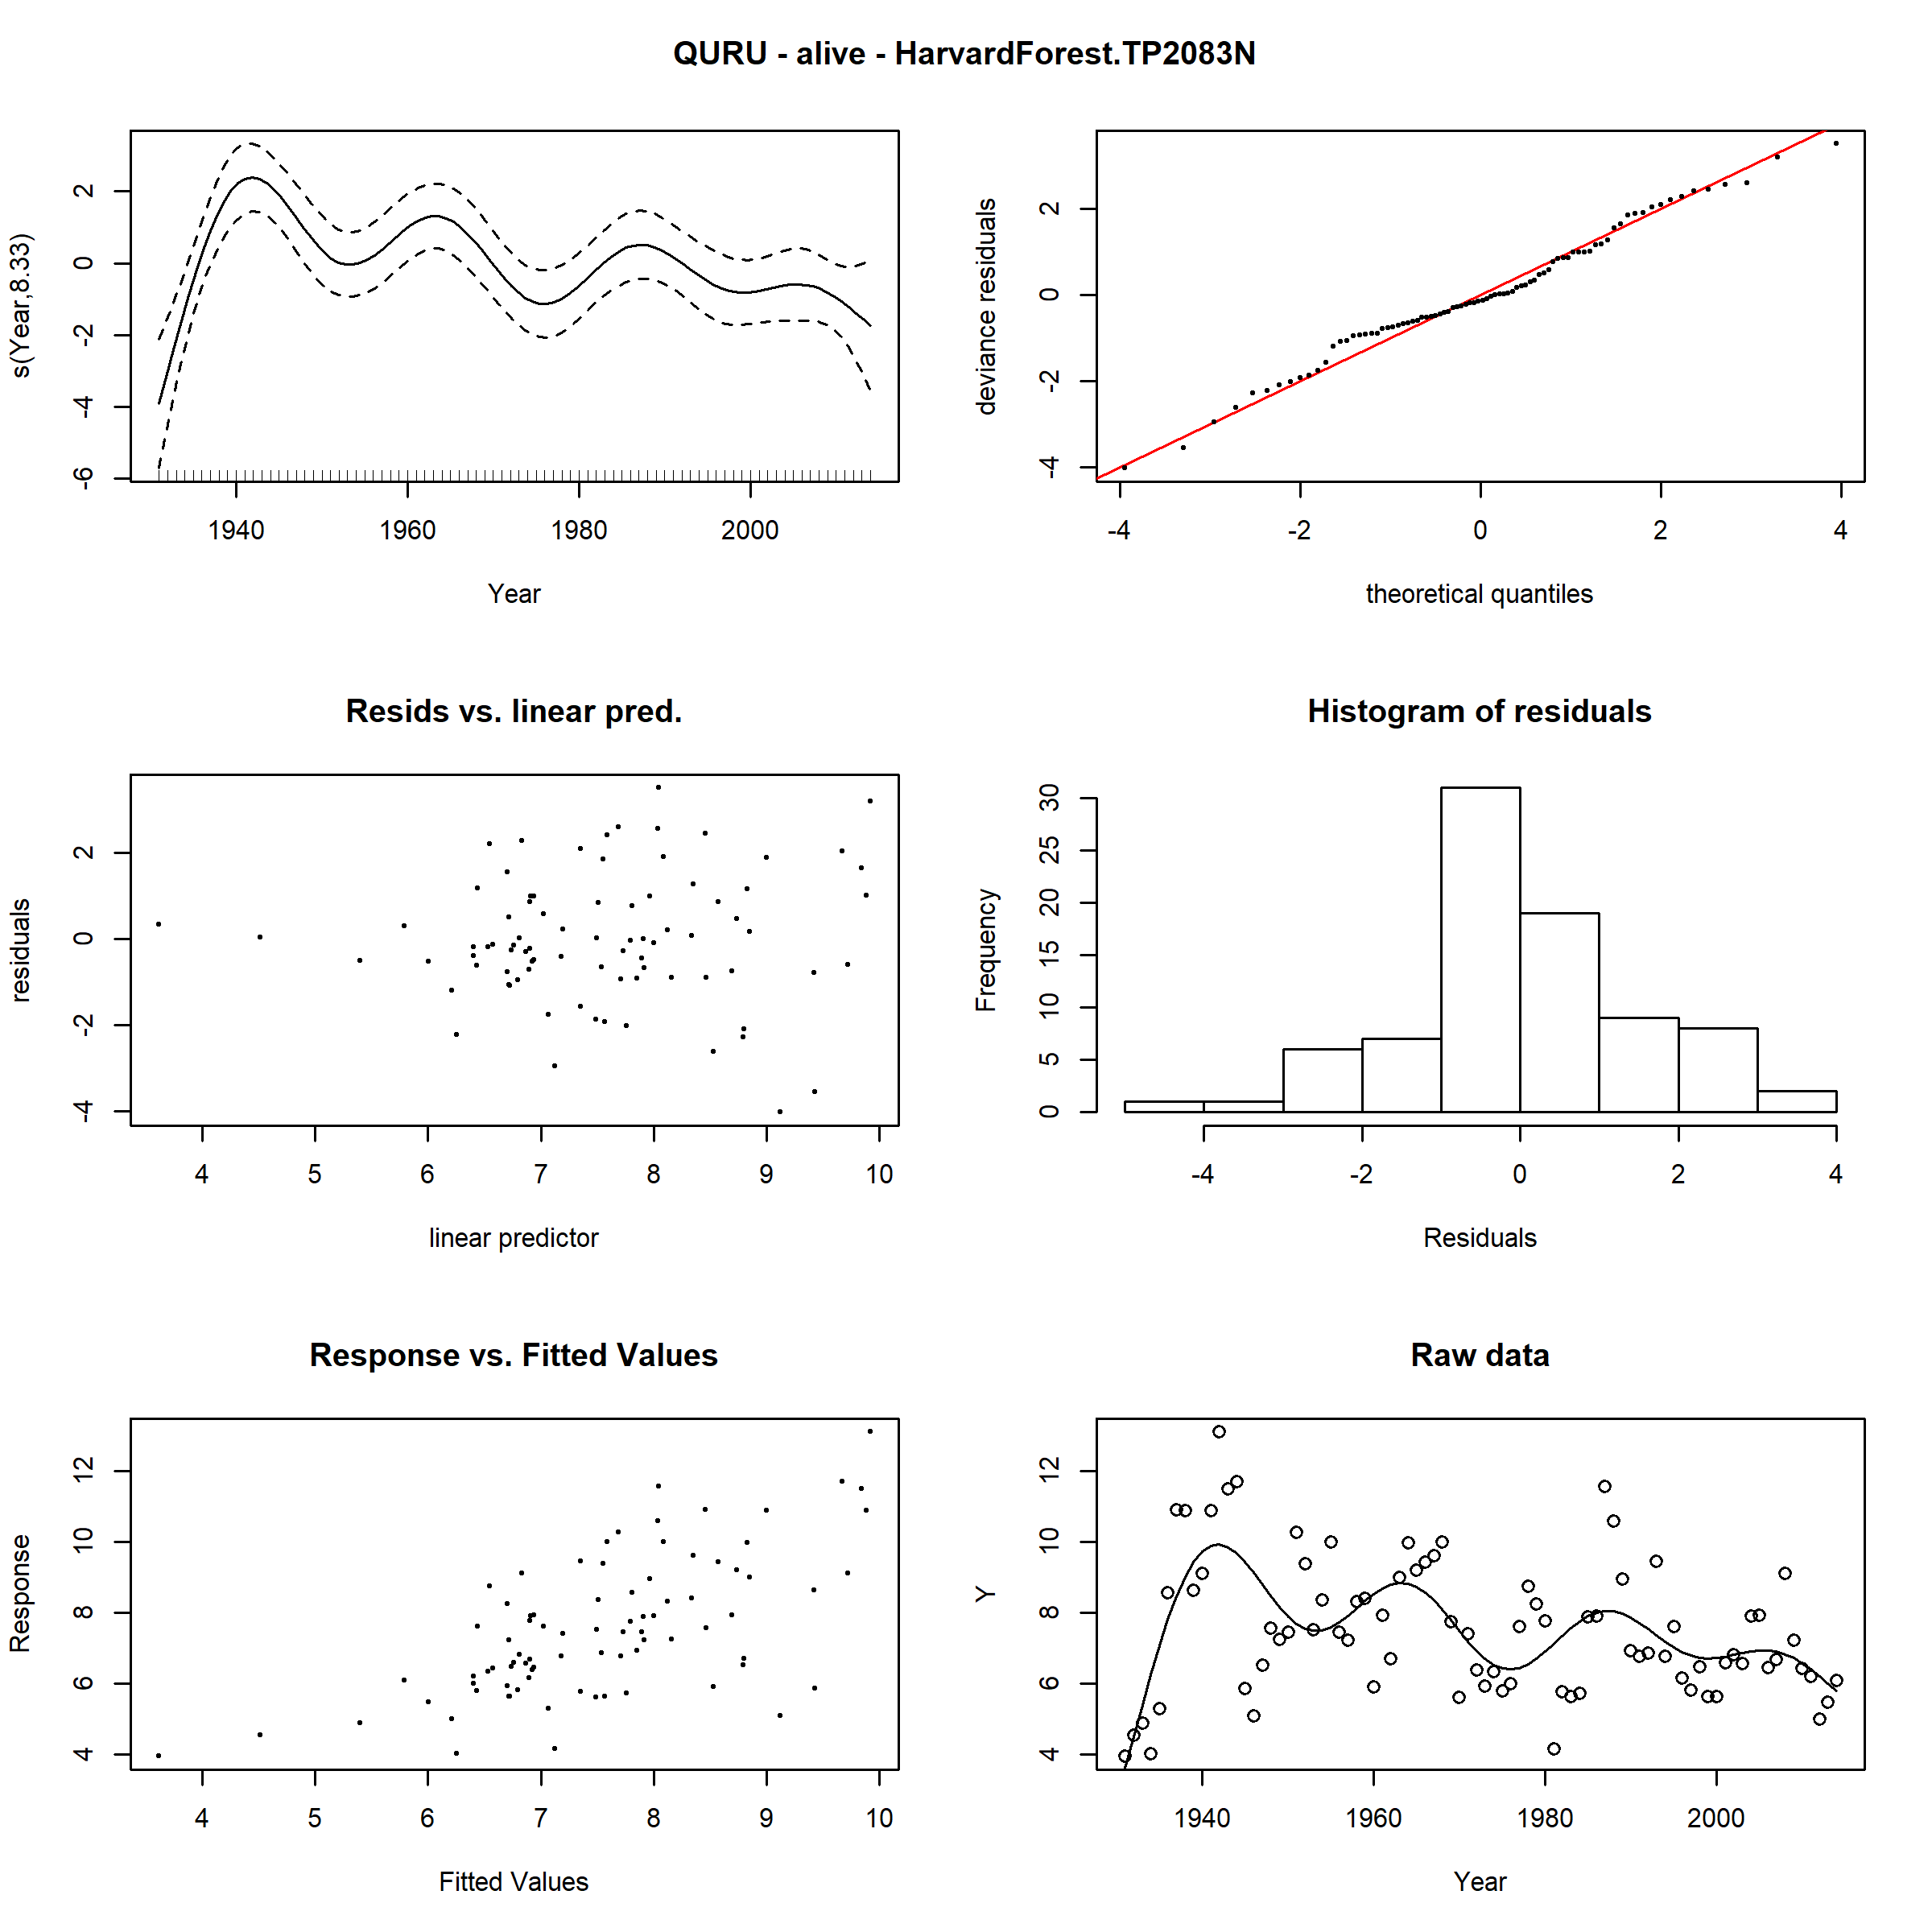 QURU - alive - HarvardForest.TP2083N
s(Year,8.33)
2
0
-2
-4
-6
1940 1960 1980 2000
Year
deviance residuals
2
0
-2
-4
-4 -2 0 2 4
theoretical quantiles
Resids vs. linear pred.
residuals
2
0
-2
-4
4 5 6 7 8 9 10
linear predictor
Histogram of residuals
Frequency
30
25
20
15
10
5
0
-4 -2 0 2 4
Residuals
Response vs. Fitted Values
Response
12
10
8
6
4
4 5 6 7 8 9 10
Fitted Values
Raw data
Y
12
10
8
6
4
1940 1960 1980 2000
Year